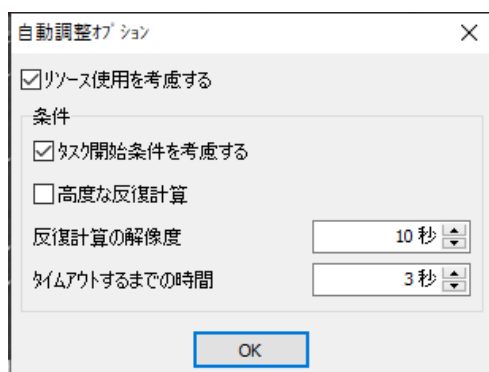 自動調整ｵﾌﾟｼｮﾝ
ﾘｿｰｽ使用を考慮する
条件
ﾀｽｸ開始条件を考慮する
高度な反復計算
反復計算の解像度 10 秒
ﾀｲﾑｱｳﾄするまでの時間 3 秒
OK